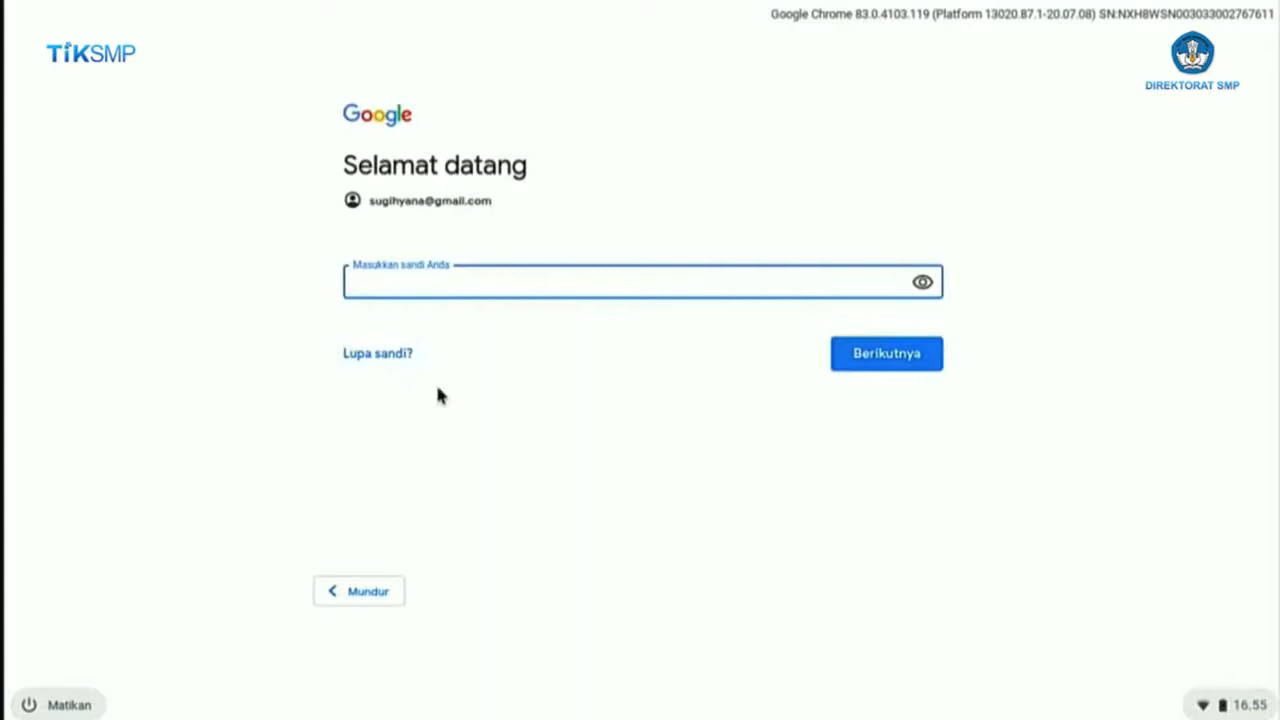 Google Chrome 83.0.4103.119 (Platform 13020.87.1-20.07.08) SN:NXH8WSN003033002767611
TiKSMP
DIREKTORAT SMP
Google
Selamat datang
sugihyana@gmail.com
Masukkan sandi Anda
Lupa sandi?
Berikutnya
Mundur
Matikan
16.55